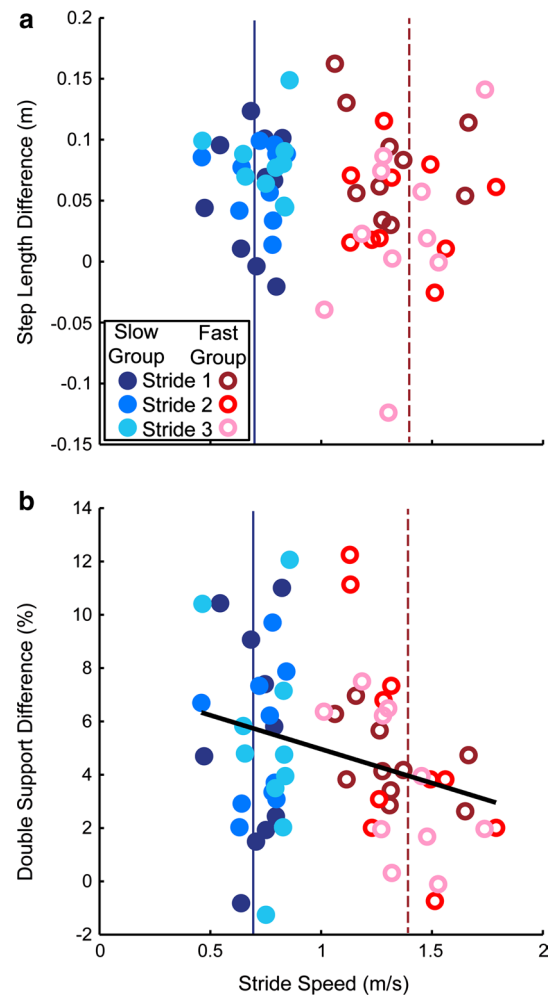 a
Step Length Difference (m)
0.2
0.15
0.1
0.05
0
-0.05
-0.1
-0.15
Slow Fast
Group Group
Stride 1
Stride 2
Stride 3
b
Double Support Difference (%)
14
12
10
8
6
4
2
0
-2
0 0.5 1 1.5 2
Stride Speed (m/s)